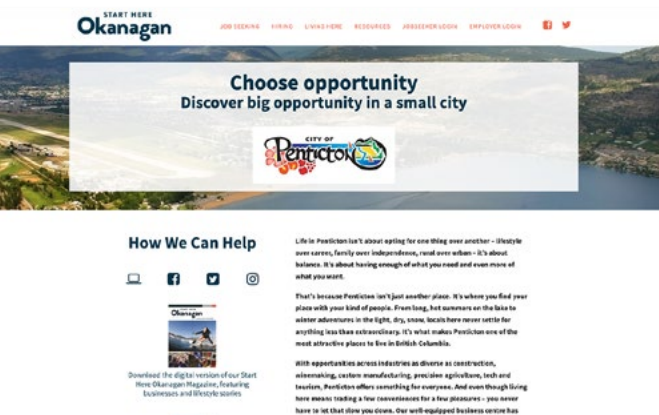 START HERE
Okanagan
JOB SEEKING HIRING LIVING HERE RESOURCES JOBSEEKER LOGIN EMPLOYER LOGIN
Choose opportunity
Discover big opportunity in a small city
CITY OF
Penticton
How We Can Help
Okanagan
Download the digital version of our Start
Here Okanagan Magazine, featuring
businesses and lifestyle stories
Life in Penticton isn't about opting for one thing over another – lifestyle
over career, family over independence, rural over urban – it's about
balance. It's about having enough of what you need and even more of
what you want.
That's because Penticton isn't just another place. It's where you find your
place with your kind of people. From long, hot summers on the lake to
winter adventures in the light, dry, snow, locals here never settle for
anything less than extraordinary. It's what makes Penticton one of the
most attractive places to live in British Columbia.
With opportunities across industries as diverse as construction,
winemaking, custom manufacturing, precision agriculture, tech and
tourism, Penticton offers something for everyone. And even though living
here means trading a few conveniences for a few pleasures – you never
have to let that slow you down. Our well-equipped business centre has